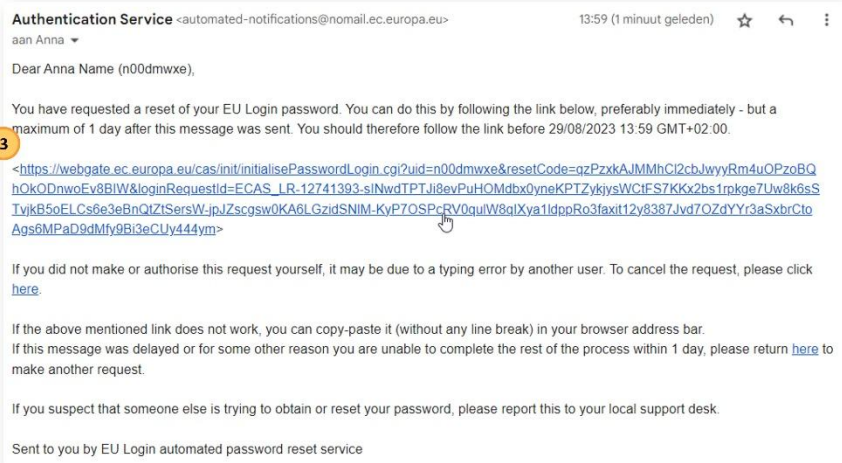 Authentication Service <automated-notifications@nomail.ec.europa.eu> 13:59 (1 minuut geleden)
aan Anna
Dear Anna Name (n00dmwxe),
You have requested a reset of your EU Login password. You can do this by following the link below, preferably immediately - but a
maximum of 1 day after this message was sent. You should therefore follow the link before 29/08/2023 13:59 GMT+02:00.
3
<https://webgate.ec.europa.eu/cas/init/initialisePasswordLogin.cgi?uid=n00dmwxe&resetCode=qzPzxkAJMMhCl2cbJwyyRm4uOPzoBQ
hOkODnwoEv8BIW&loginRequestId=ECAS_LR-12741393-sINwdTPTJi8evPuHOMdbx0yneKPTZykjysWCtFS7KKx2bs1rpkge7Uw8k6sS
TvjkB5oELCs6e3eBnQtZtSersW-jpJZscgsw0KA6LGzidSNIM-KyP7OSPcRV0qulW8qIXya1ldppRo3faxit12y8387Jvd7OZdYYr3aSxbrCto
Ags6MPaD9dMfy9Bi3eCUy444ym>
If you did not make or authorise this request yourself, it may be due to a typing error by another user. To cancel the request, please click
here.
If the above mentioned link does not work, you can copy-paste it (without any line break) in your browser address bar.
If this message was delayed or for some other reason you are unable to complete the rest of the process within 1 day, please return here to
make another request.
If you suspect that someone else is trying to obtain or reset your password, please report this to your local support desk.
Sent to you by EU Login automated password reset service